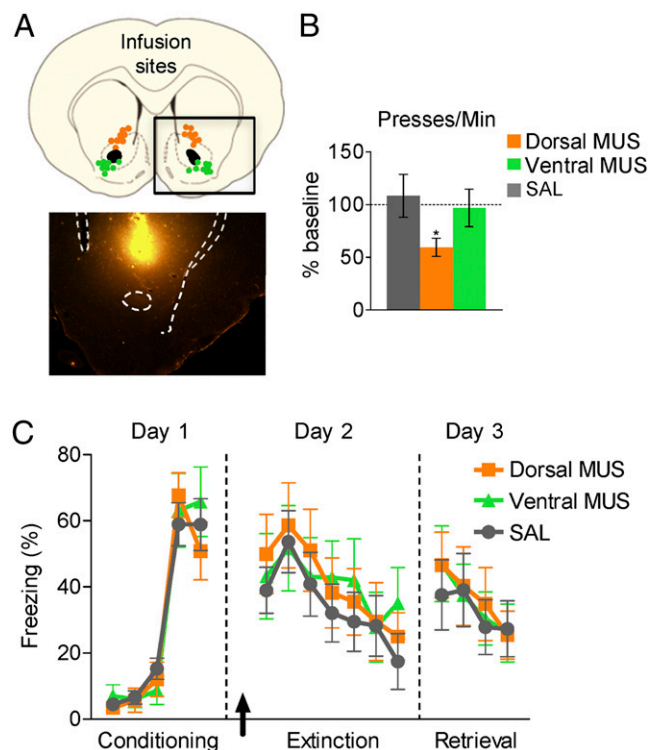 A
Infusion
sites
B
Presses/Min
Dorsal MUS
Ventral MUS
SAL
% baseline
150
100
50
0
*
C
Day 1
Day 2
Day 3
Dorsal MUS
Ventral MUS
SAL
Freezing (%)
80
60
40
20
0
Conditioning
Extinction
Retrieval